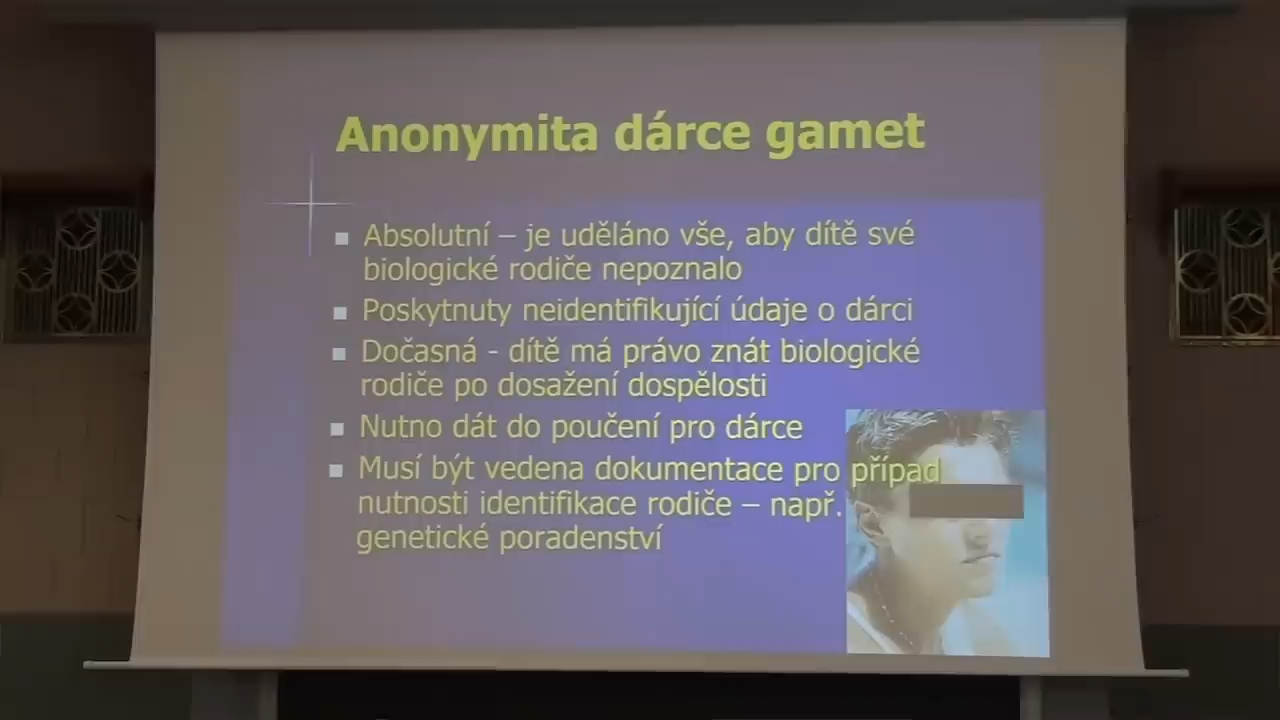 Anonymita dárce gamet
Absolutní – je uděláno vše, aby dítě své
biologické rodiče nepoznalo
Poskytnuty neidentifikující údaje o dárci
Dočasná - dítě má právo znát biologické
rodiče po dosažení dospělosti
Nutno dát do poučení pro dárce
Musí být vedena dokumentace pro případ
nutnosti identifikace rodiče – např.
genetické poradenství